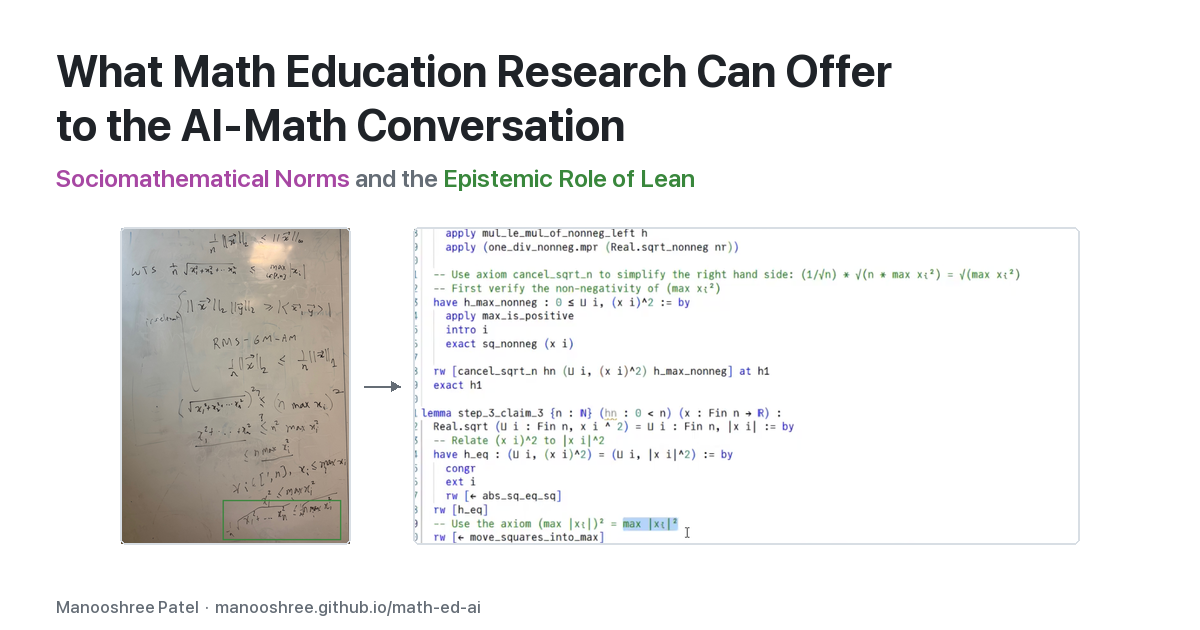 What Math Education Research Can Offer
to the AI-Math Conversation
Sociomathematical Norms and the Epistemic Role of Lean
WTS
RMS-GM-AM
apply mul_le_mul_of_nonneg_left h
apply (one_div_nonneg.mpr (Real.sqrt_nonneg nr))
-- Use axiom cancel_sqrt_n to simplify the right hand side: (1/√n) * √(n * max xᵢ²) = √(max xᵢ²)
-- First verify the non-negativity of (max xᵢ²)
have h_max_nonneg : 0 ≤ ⨆ i, (x i)^2 := by
apply max_is_positive
intro i
exact sq_nonneg (x i)
rw [cancel_sqrt_n hn (⨆ i, (x i)^2) h_max_nonneg] at h1
exact h1
lemma step_3_claim_3 {n : ℕ} (hn : 0 < n) (x : Fin n → ℝ) :
Real.sqrt (⨆ i : Fin n, x i ^ 2) = ⨆ i : Fin n, |x i| := by
-- Relate (x i)^2 to |x i|^2
have h_eq : (⨆ i, (x i)^2) = (⨆ i, |x i|^2) := by
congr
ext i
rw [← abs_sq_eq_sq]
rw [h_eq]
-- Use the axiom (max |xᵢ|)² = max |xᵢ|²
rw [← move_squares_into_max]
Manooshree Patel · manooshree.github.io/math-ed-ai